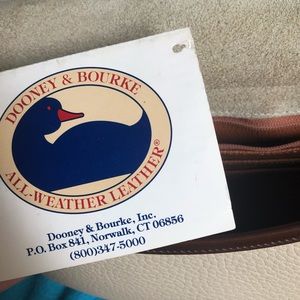 DOONEY & BOURKE
ALL-WEATHER LEATHER®
Dooney & Bourke, Inc.
P.O. Box 841, Norwalk, CT 06856
(800)347-5000